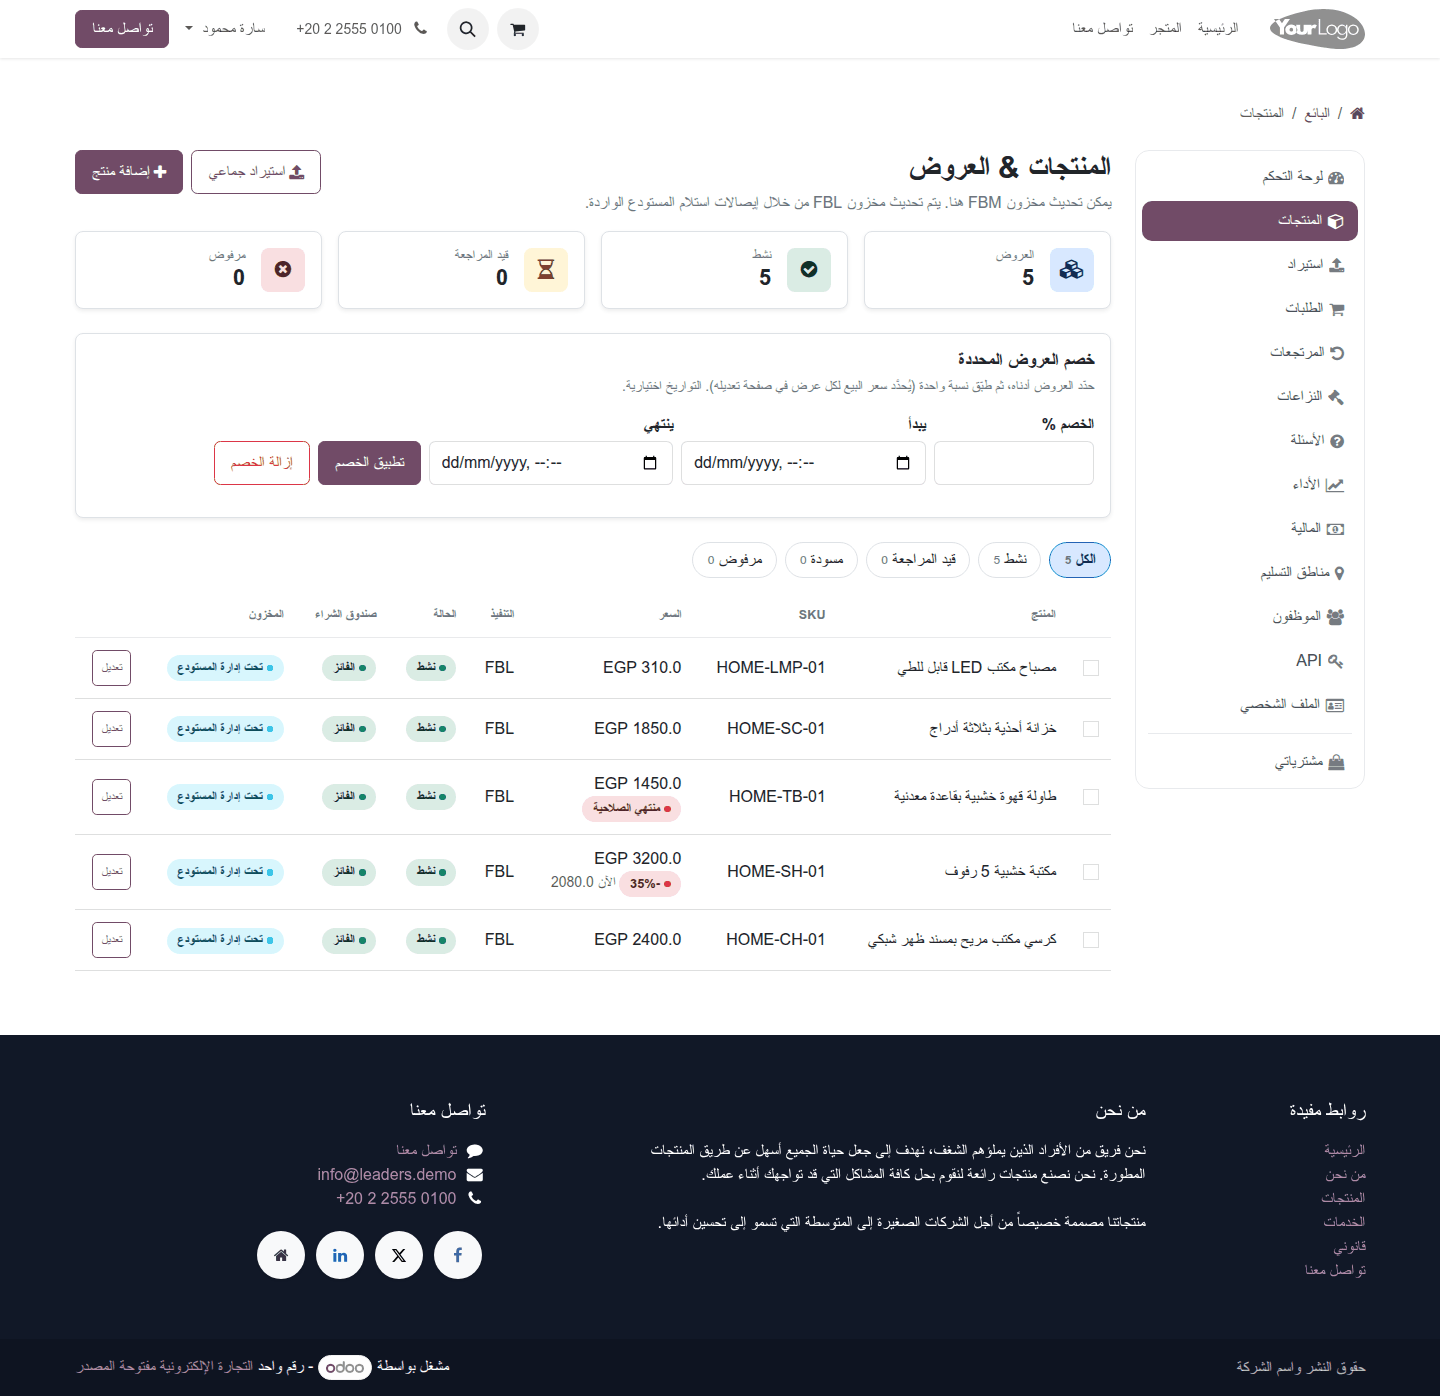 YourLogo
الرئيسية
المتجر
تواصل معنا
+20 2 2555 0100
سارة محمود
تواصل معنا
/ البائع / المنتجات
لوحة التحكم
المنتجات
استيراد
الطلبات
المرتجعات
النزاعات
الأسئلة
الأداء
المالية
مناطق التسليم
الموظفون
API
الملف الشخصي
مشترياتي
المنتجات & العروض
يمكن تحديث مخزون FBM هنا. يتم تحديث مخزون FBL من خلال إيصالات استلام المستودع الواردة.
استيراد جماعي
إضافة منتج
العروض
5
نشط
5
قيد المراجعة
0
مرفوض
0
خصم العروض المحددة
حدّد العروض أدناه، ثم طبّق نسبة واحدة (يُحدَّد سعر البيع لكل عرض في صفحة تعديله). التواريخ اختيارية.
الخصم %
يبدأ
ينتهي
dd/mm/yyyy, --:--
dd/mm/yyyy, --:--
تطبيق الخصم
إزالة الخصم
الكل 5
نشط 5
قيد المراجعة 0
مسودة 0
مرفوض 0
المنتج SKU السعر التنفيذ الحالة صندوق الشراء المخزون
مصباح مكتب LED قابل للطي HOME-LMP-01 EGP 310.0 FBL نشط الفائز تحت إدارة المستودع تعديل
خزانة أحذية بثلاثة أدراج HOME-SC-01 EGP 1850.0 FBL نشط الفائز تحت إدارة المستودع تعديل
طاولة قهوة خشبية بقاعدة معدنية HOME-TB-01 EGP 1450.0 منتهي الصلاحية FBL نشط الفائز تحت إدارة المستودع تعديل
مكتبة خشبية 5 رفوف HOME-SH-01 EGP 3200.0 -35% الآن 2080.0 FBL نشط الفائز تحت إدارة المستودع تعديل
كرسي مكتب مريح بمسند ظهر شبكي HOME-CH-01 EGP 2400.0 FBL نشط الفائز تحت إدارة المستودع تعديل
روابط مفيدة
الرئيسية
من نحن
المنتجات
الخدمات
قانوني
تواصل معنا
من نحن
نحن فريق من الأفراد الذين يملؤهم الشغف، نهدف إلى جعل حياة الجميع أسهل عن طريق المنتجات
المطورة. نحن نصنع منتجات رائعة لنقوم بحل كافة المشاكل التي قد تواجهك أثناء عملك.
منتجاتنا مصممة خصيصاً من أجل الشركات الصغيرة إلى المتوسطة التي تسمو إلى تحسين أدائها.
تواصل معنا
تواصل معنا
info@leaders.demo
+20 2 2555 0100
حقوق النشر واسم الشركة
مشغل بواسطة odoo - رقم واحد التجارة الإلكترونية مفتوحة المصدر